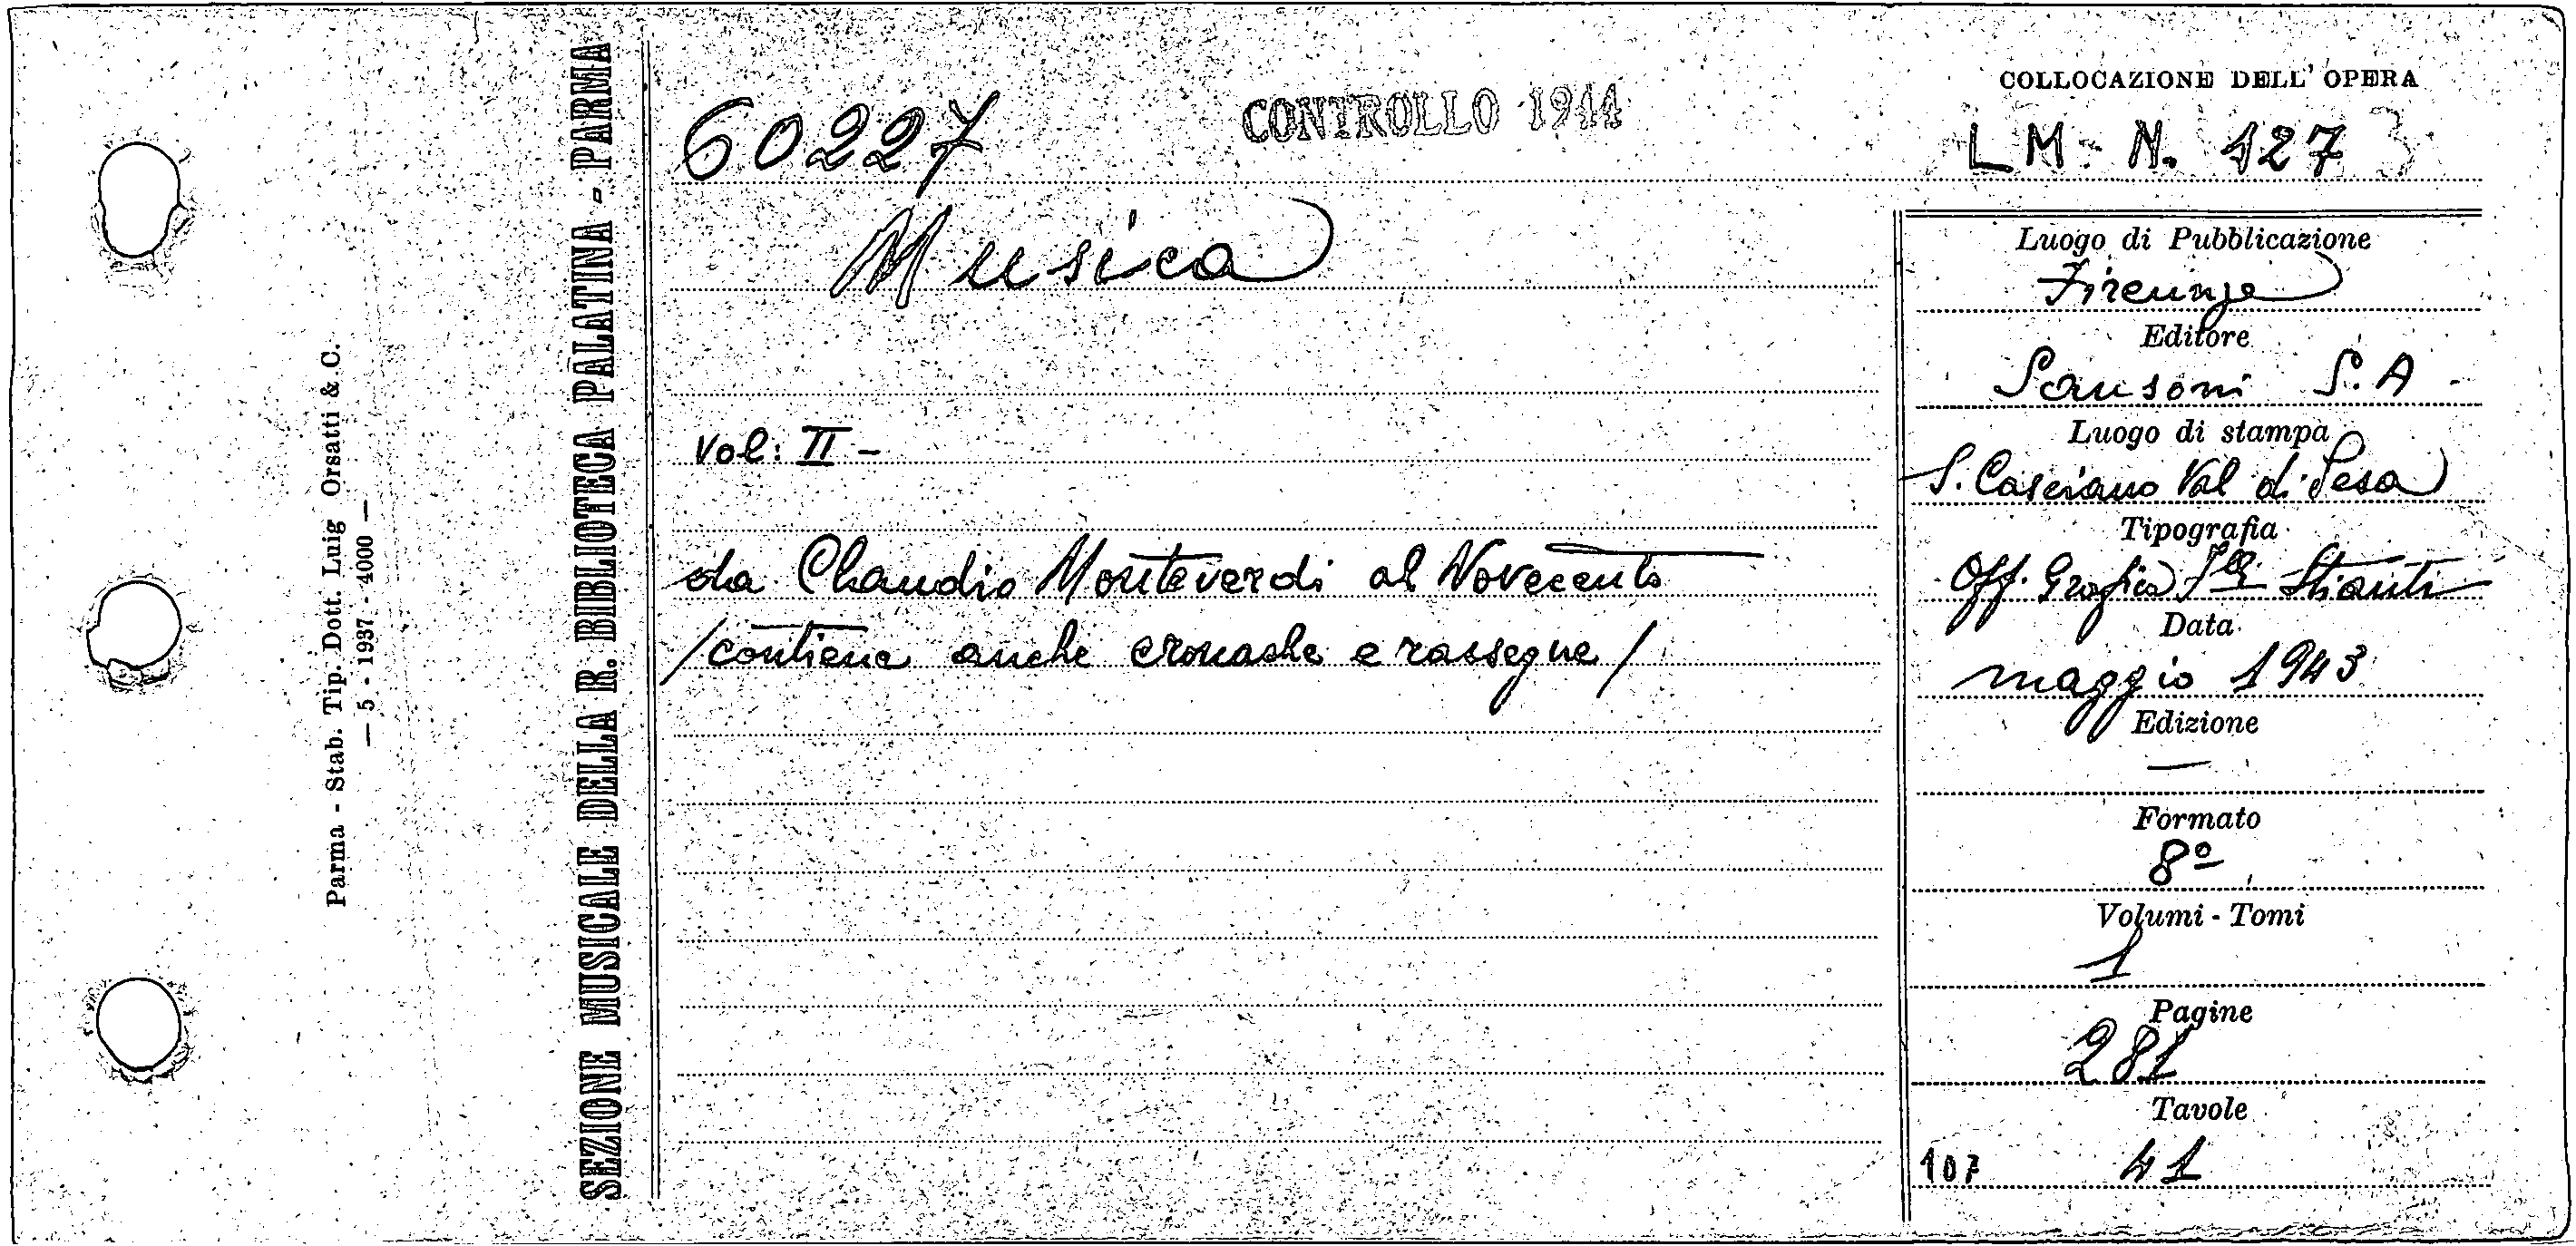 Parma - Stab. Tip. Dott. Luig Orsatti & C.
— 5 - 1937 - 4000 —
SEZIONE MUSICALE DELLA R. BIBLIOTECA PALATINA - PARMA
60227
CONTROLLO 1944
Musica
Vol: II -
da Claudio Monteverdi al Novecento
/contiene anche cronache e rassegne/
COLLOCAZIONE DELL' OPERA
LM - N. 127 3
Luogo di Pubblicazione
Firenze
Editore
Sansoni S.A
Luogo di stampa
S. Casciano Val di Pesa
Tipografia
Off. Grafica F.lli Stianti
Data
maggio 1943
Edizione
—
Formato
8º
Volumi - Tomi
1
Pagine
281
Tavole
107 41